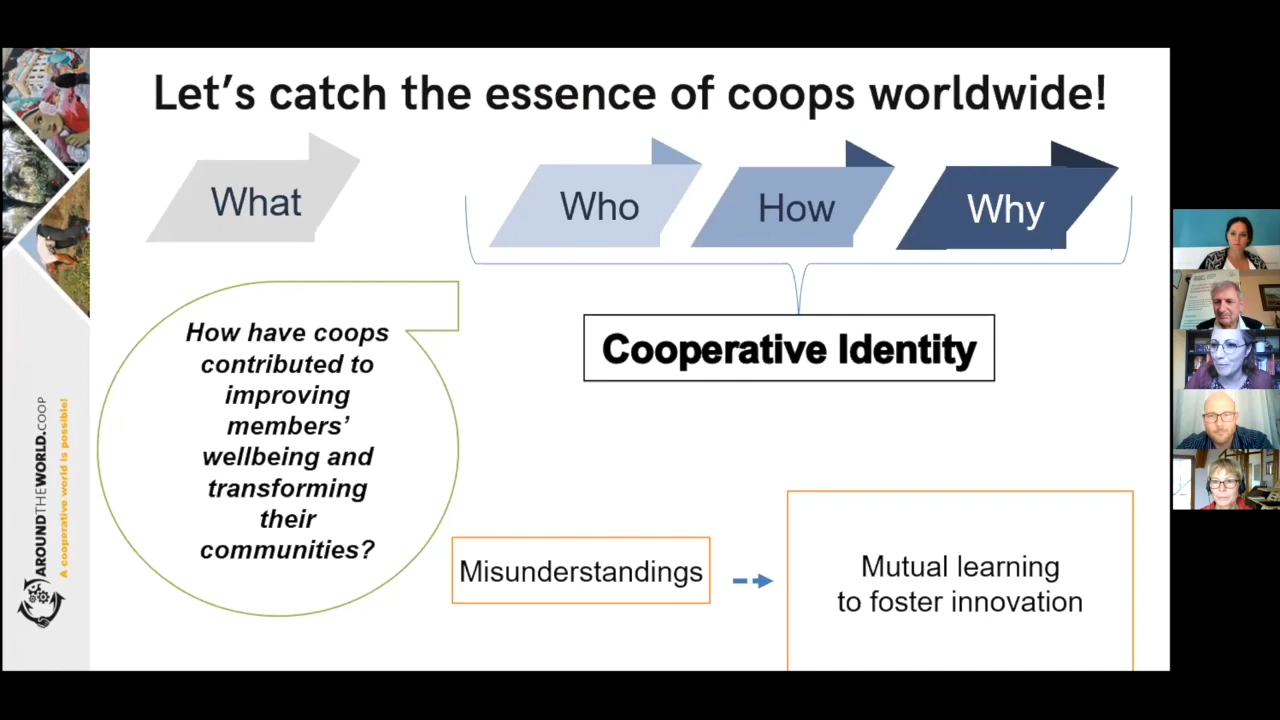 Let's catch the essence of coops worldwide!
What
Who
How
Why
How have coops
contributed to
improving
members'
wellbeing and
transforming
their
communities?
Cooperative Identity
Misunderstandings
Mutual learning
to foster innovation
AROUNDTHEWORLD.COOP
A cooperative world is possible!